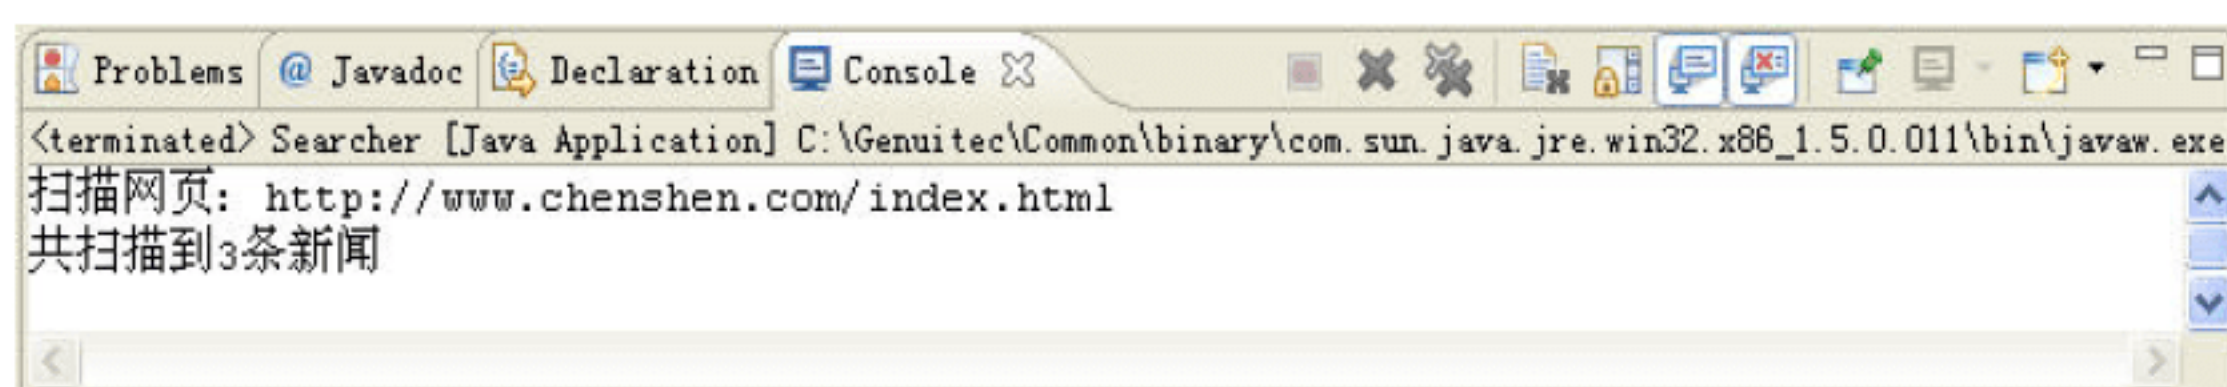 Problems @ Javadoc Declaration Console
<terminated> Searcher [Java Application] C:\Genuitec\Common\binary\com.sun.java.jre.win32.x86_1.5.0.011\bin\javaw.exe
扫描网页: http://www.chenshen.com/index.html
共扫描到3条新闻